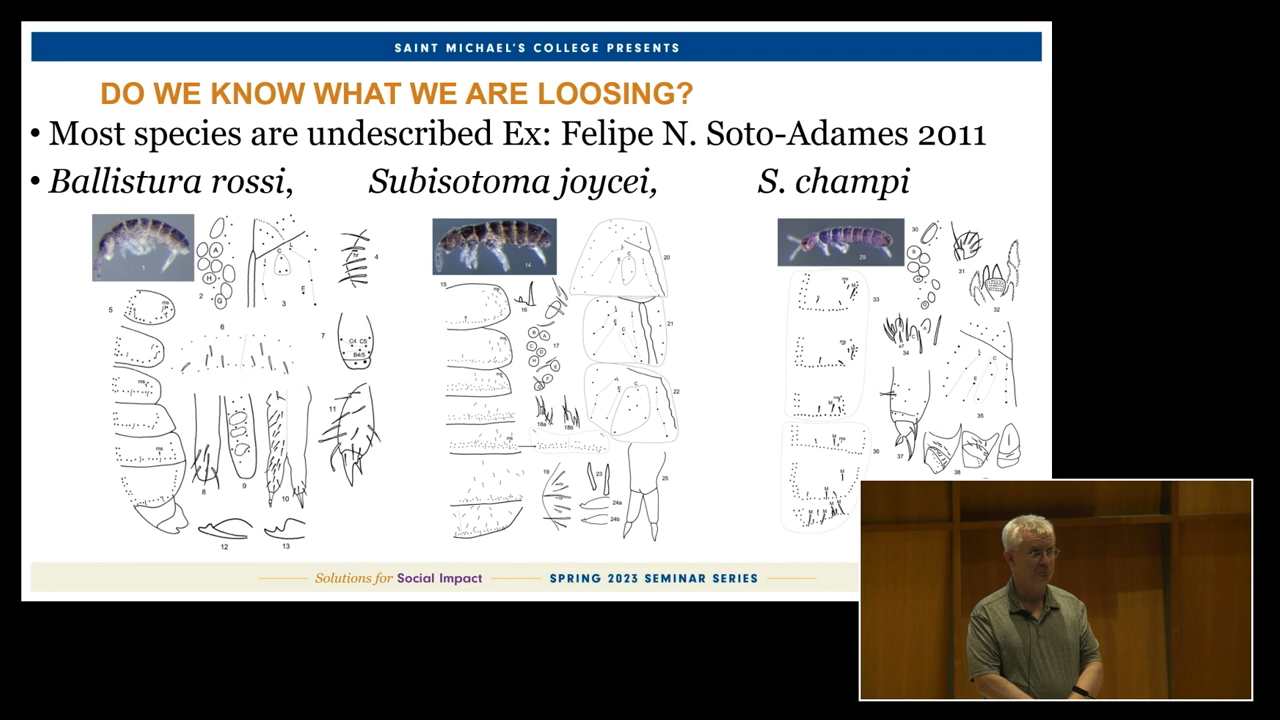 SAINT MICHAEL'S COLLEGE PRESENTS
DO WE KNOW WHAT WE ARE LOOSING?
• Most species are undescribed Ex: Felipe N. Soto-Adames 2011
• Ballistura rossi, Subisotoma joycei, S. champi
Solutions for Social Impact SPRING 2023 SEMINAR SERIES